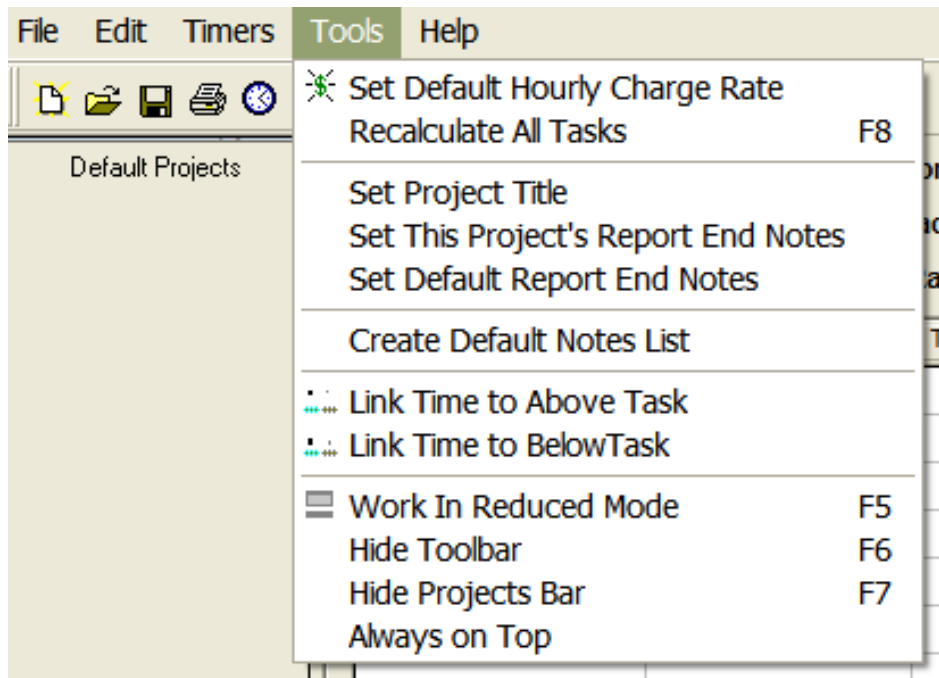 File Edit Timers Tools Help
Default Projects
Set Default Hourly Charge Rate
Recalculate All Tasks F8
Set Project Title
Set This Project's Report End Notes
Set Default Report End Notes
Create Default Notes List
Link Time to Above Task
Link Time to BelowTask
Work In Reduced Mode F5
Hide Toolbar F6
Hide Projects Bar F7
Always on Top